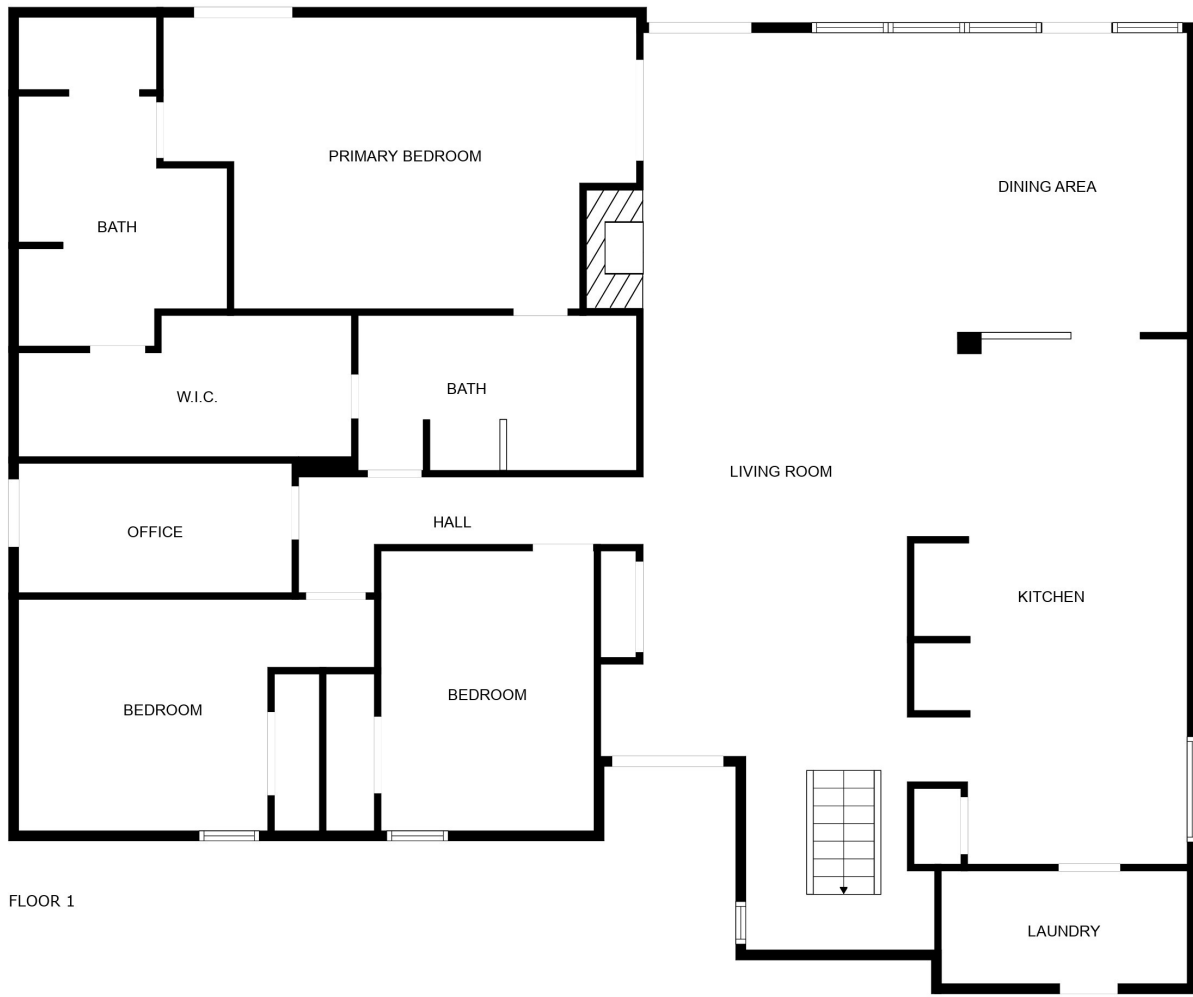 PRIMARY BEDROOM
DINING AREA
BATH
BATH
W.I.C.
LIVING ROOM
HALL
OFFICE
KITCHEN
BEDROOM
BEDROOM
FLOOR 1
LAUNDRY